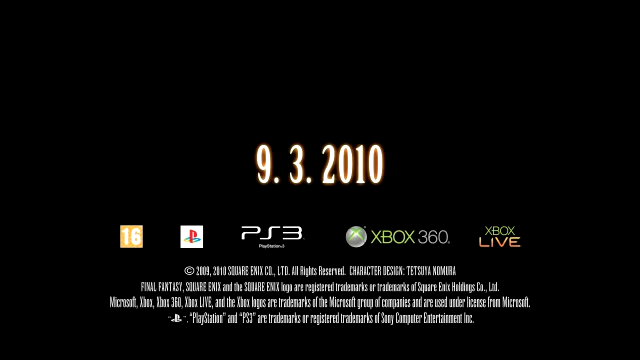 9. 3. 2010
16 PS3 PlayStation 3 XBOX 360. XBOX LIVE
© 2009, 2010 SQUARE ENIX CO., LTD. All Rights Reserved. CHARACTER DESIGN: TETSUYA NOMURA
FINAL FANTASY, SQUARE ENIX and the SQUARE ENIX logo are registered trademarks or trademarks of Square Enix Holdings Co., Ltd.
Microsoft, Xbox, Xbox 360, Xbox LIVE, and the Xbox logos are trademarks of the Microsoft group of companies and are used under license from Microsoft.
"PlayStation" and "PS3" are trademarks or registered trademarks of Sony Computer Entertainment Inc.